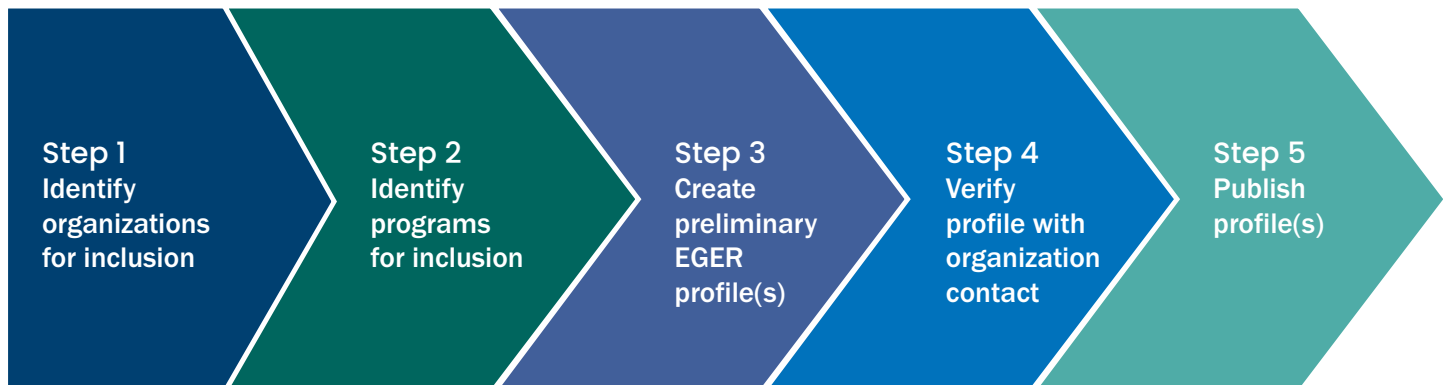 Step 1
Identify
organizations
for inclusion
Step 2
Identify
programs
for inclusion
Step 3
Create
preliminary
EGER
profile(s)
Step 4
Verify
profile with
organization
contact
Step 5
Publish
profile(s)